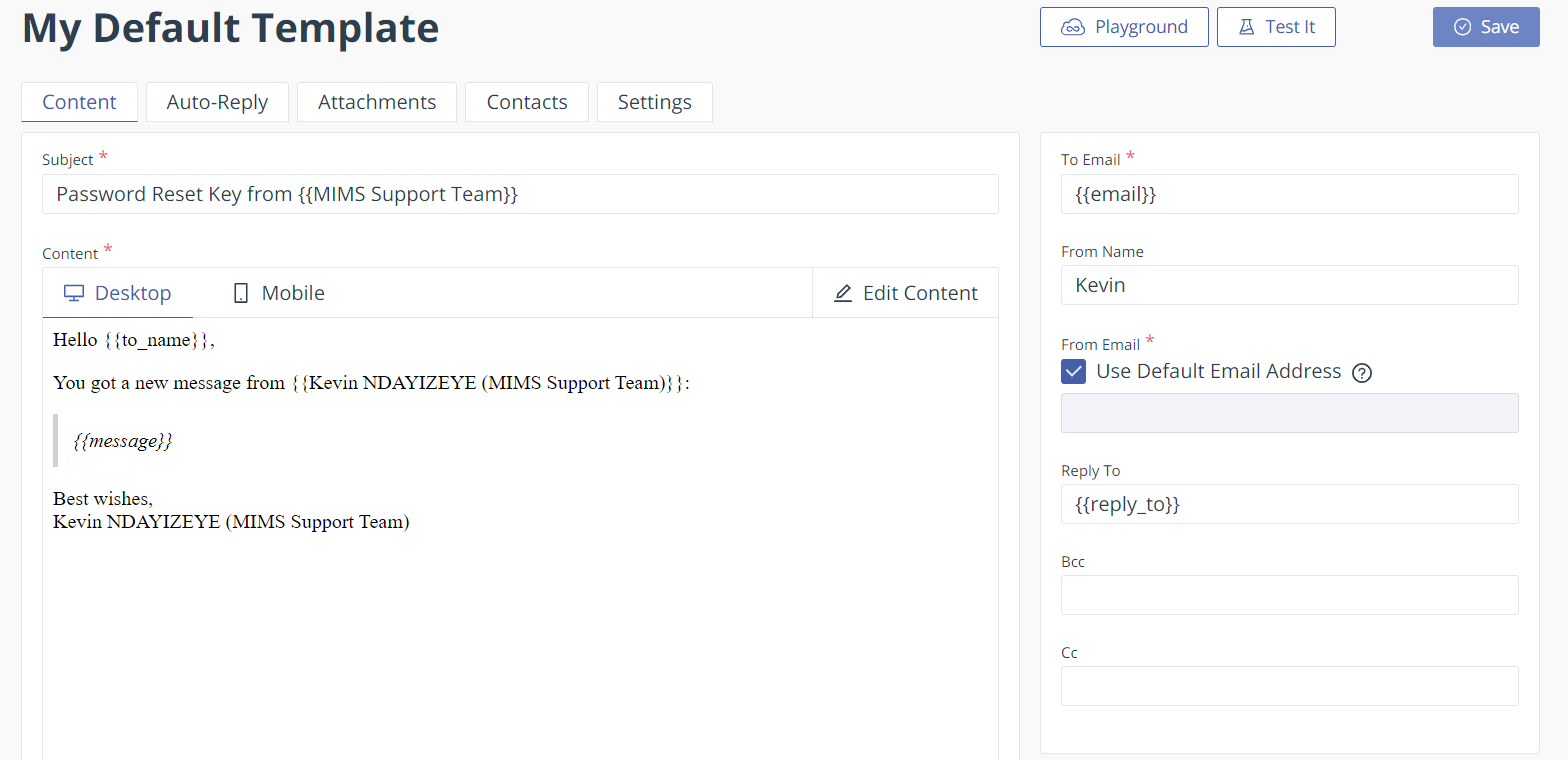 My Default Template
Playground
Test It
Save
Content
Auto-Reply
Attachments
Contacts
Settings
Subject *
Password Reset Key from {{MIMS Support Team}}
Content *
Desktop
Mobile
Edit Content
Hello {{to_name}},
You got a new message from {{Kevin NDAYIZEYE (MIMS Support Team)}}:
{{message}}
Best wishes,
Kevin NDAYIZEYE (MIMS Support Team)
To Email *
{{email}}
From Name
Kevin
From Email *
Use Default Email Address ?
Reply To
{{reply_to}}
Bcc
Cc